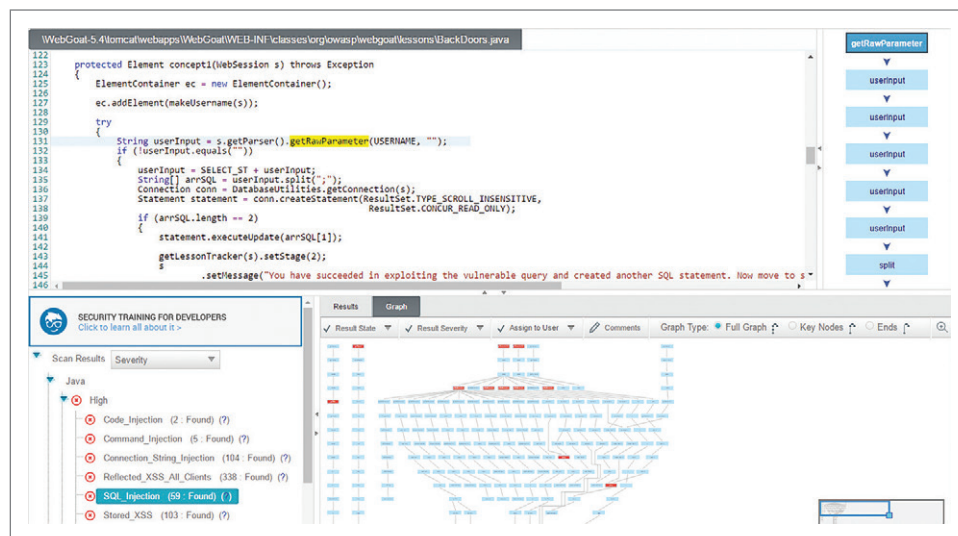 \WebGoat-5.4\tomcat\webapps\WebGoat\WEB-INF\classes\org\owasp\webgoat\lessons\BackDoors.java
122
123 protected Element concept1(WebSession s) throws Exception
124 {
125 ElementContainer ec = new ElementContainer();
126
127 ec.addElement(makeUsername(s));
128
129 try
130 {
131 String userInput = s.getParser().getRawParameter(USERNAME, "");
132 if (!userInput.equals(""))
133 {
134 userInput = SELECT_ST + userInput;
135 String[] arrSQL = userInput.split(";");
136 Connection conn = DatabaseUtilities.getConnection(s);
137 Statement statement = conn.createStatement(ResultSet.TYPE_SCROLL_INSENSITIVE,
138 ResultSet.CONCUR_READ_ONLY);
139 if (arrSQL.length == 2)
140 {
141 statement.executeUpdate(arrSQL[1]);
142
143 getLessonTracker(s).setStage(2);
144 s
145 .setMessage("You have succeeded in exploiting the vulnerable query and created another SQL statement. Now move to s
146
getRawParameter
userInput
userInput
userInput
userInput
userInput
split
SECURITY TRAINING FOR DEVELOPERS
Click to learn all about it >
Scan Results Severity
Java
High
Code_Injection (2 : Found) (?)
Command_Injection (5 : Found) (?)
Connection_String_Injection (104 : Found) (?)
Reflected_XSS_All_Clients (338 : Found) (?)
SQL_Injection (59 : Found) (?)
Stored_XSS (103 : Found) (?)
Results Graph
Result State Result Severity Assign to User Comments Graph Type: Full Graph Key Nodes Ends